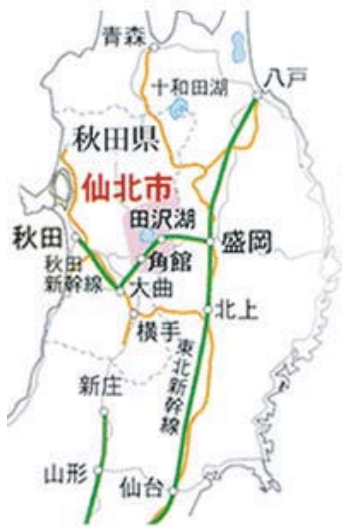 青森
八戸
十和田湖
秋田県
仙北市
田沢湖
秋田
盛岡
角館
秋田
新幹線
大曲
北上
横手
東北新幹線
新庄
山形
仙台